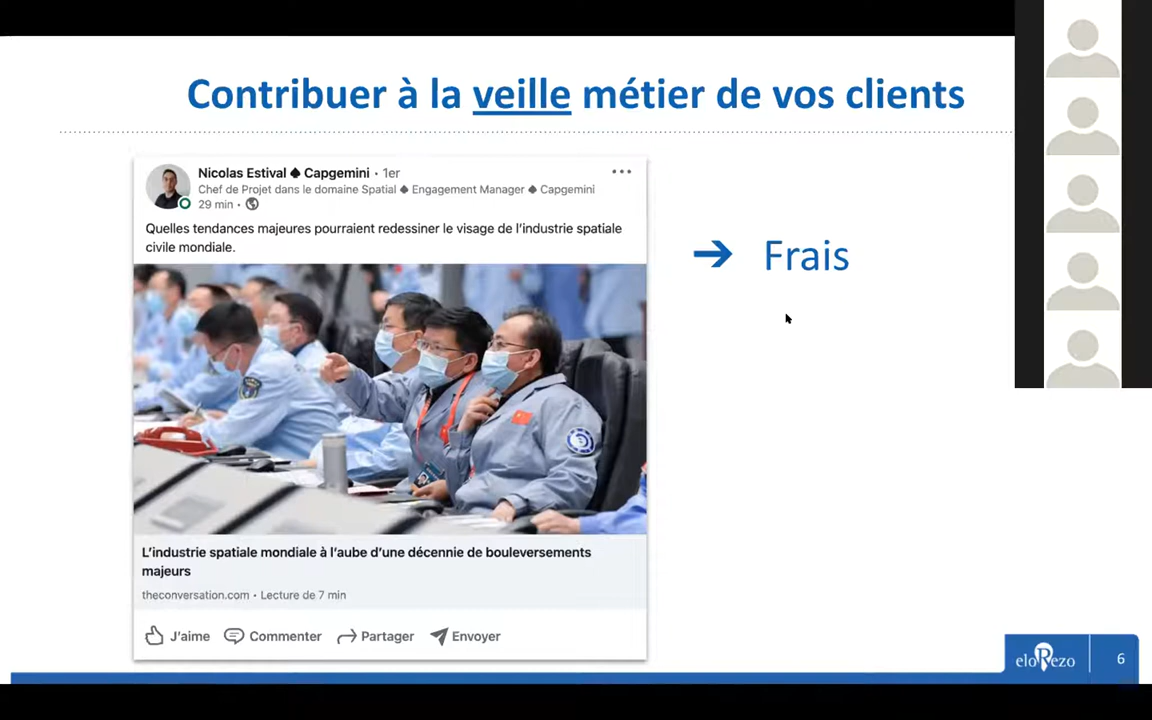 Contribuer à la veille métier de vos clients
Nicolas Estival ♠ Capgemini • 1er
Chef de Projet dans le domaine Spatial ♠ Engagement Manager ♠ Capgemini
29 min •
Quelles tendances majeures pourraient redessiner le visage de l'industrie spatiale
civile mondiale.
➔ Frais
L'industrie spatiale mondiale à l'aube d'une décennie de bouleversements
majeurs
theconversation.com • Lecture de 7 min
J'aime
Commenter
Partager
Envoyer
eloRezo
6